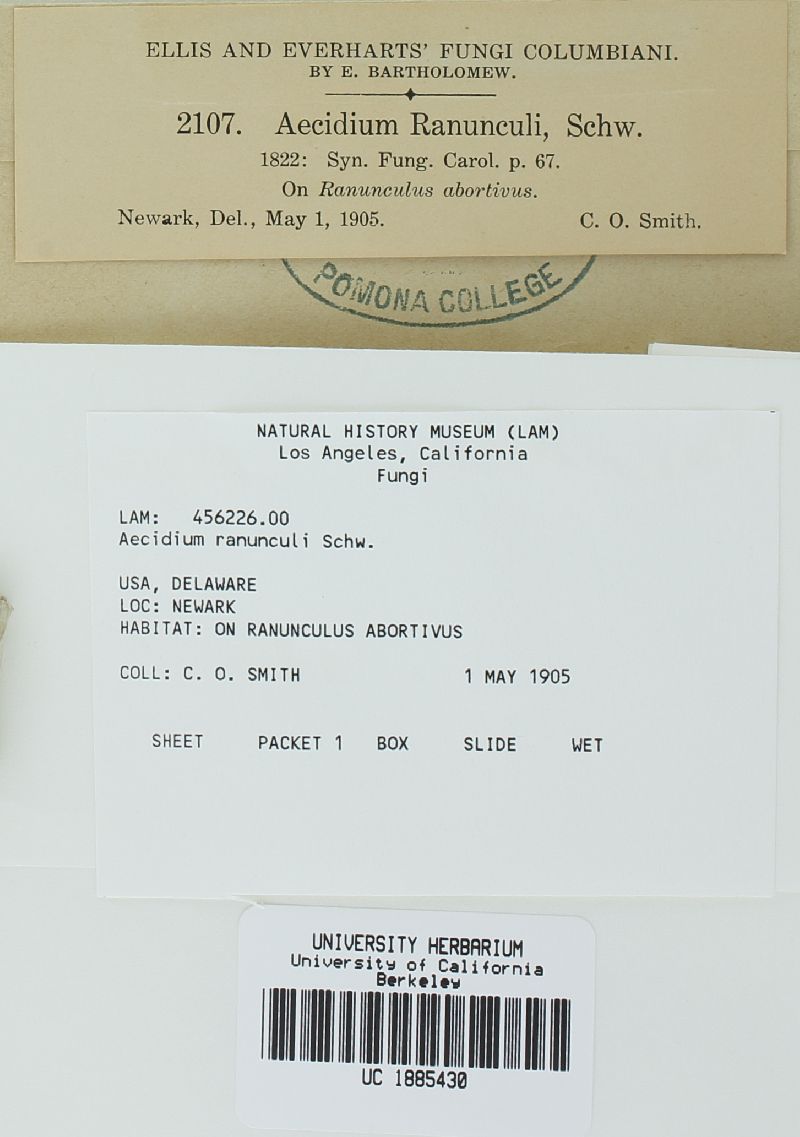 ELLIS AND EVERHARTS' FUNGI COLUMBIANI.
BY E. BARTHOLOMEW.
2107. Aecidium Ranunculi, Schw.
1822: Syn. Fung. Carol. p. 67.
On Ranunculus abortivus.
Newark, Del., May 1, 1905. C. O. Smith.
POMONA COLLEGE
NATURAL HISTORY MUSEUM (LAM)
Los Angeles, California
Fungi
LAM: 456226.00
Aecidium ranunculi Schw.
USA, DELAWARE
LOC: NEWARK
HABITAT: ON RANUNCULUS ABORTIVUS
COLL: C. O. SMITH 1 MAY 1905
SHEET PACKET 1 BOX SLIDE WET
UNIVERSITY HERBARIUM
University of California
Berkeley
UC 1885430